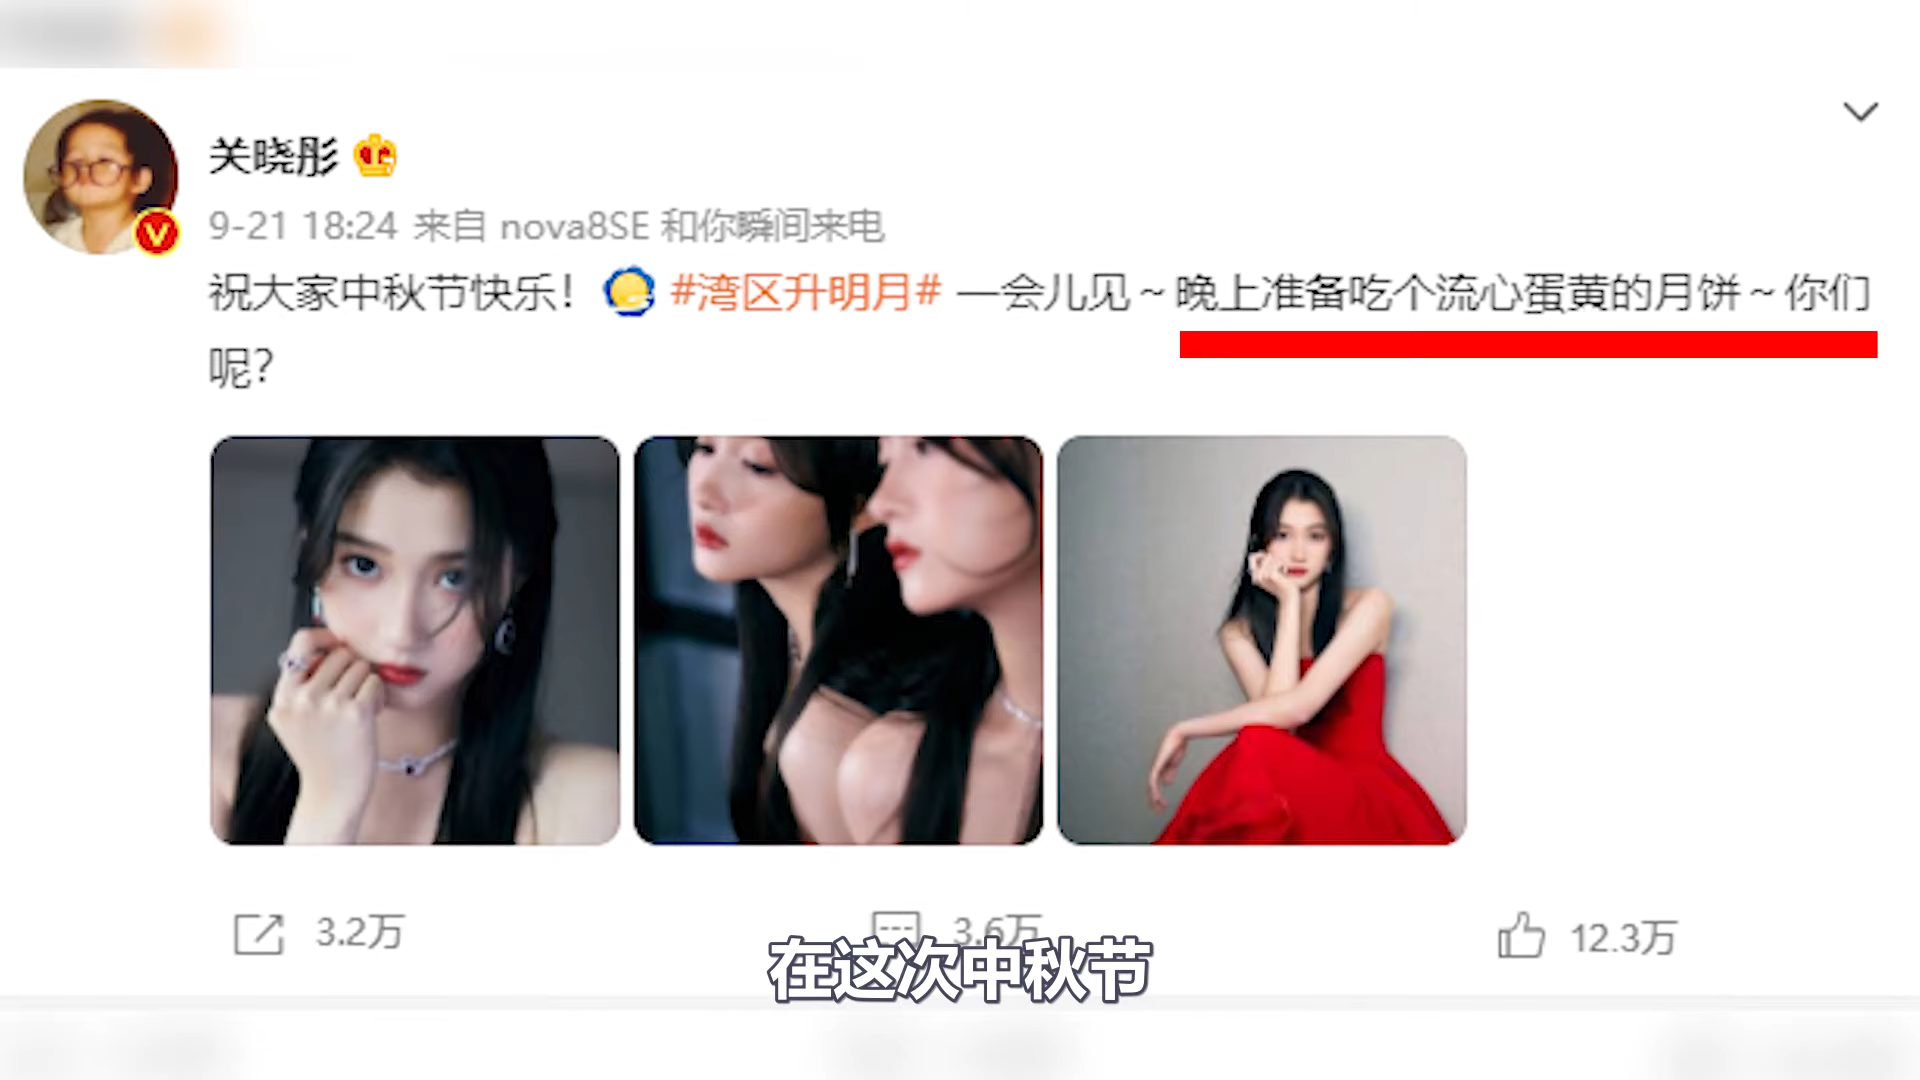 关晓彤
9-21 18:24 来自 nova8SE 和你瞬间来电
祝大家中秋节快乐！ #湾区升明月# 一会儿见～晚上准备吃个流心蛋黄的月饼～你们
呢？
3.2万 3.6万 12.3万
在这次中秋节